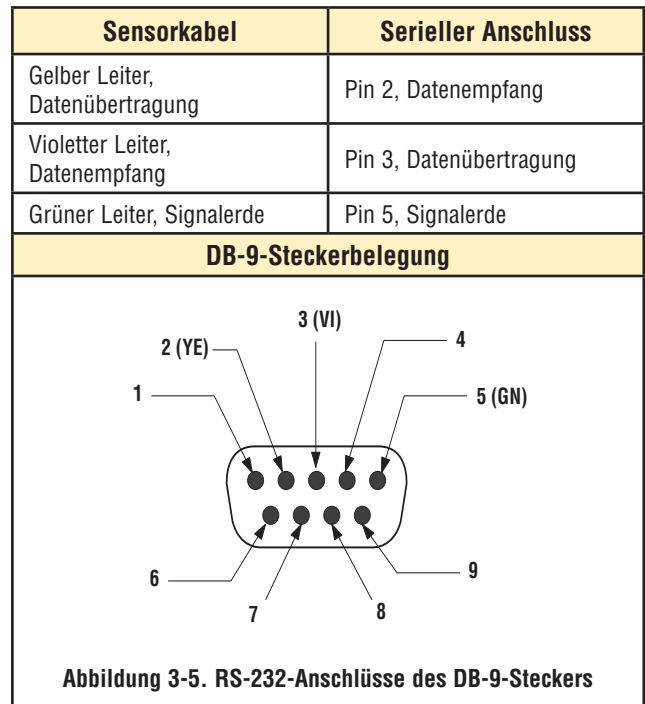 Sensorkabel Serieller Anschluss
Gelber Leiter,
Datenübertragung
Pin 2, Datenempfang
Violetter Leiter,
Datenempfang
Pin 3, Datenübertragung
Grüner Leiter, Signalerde Pin 5, Signalerde
DB-9-Steckerbelegung
3 (VI)
2 (YE)
4
1
5 (GN)
6
9
7
8
Abbildung 3-5. RS-232-Anschlüsse des DB-9-Steckers